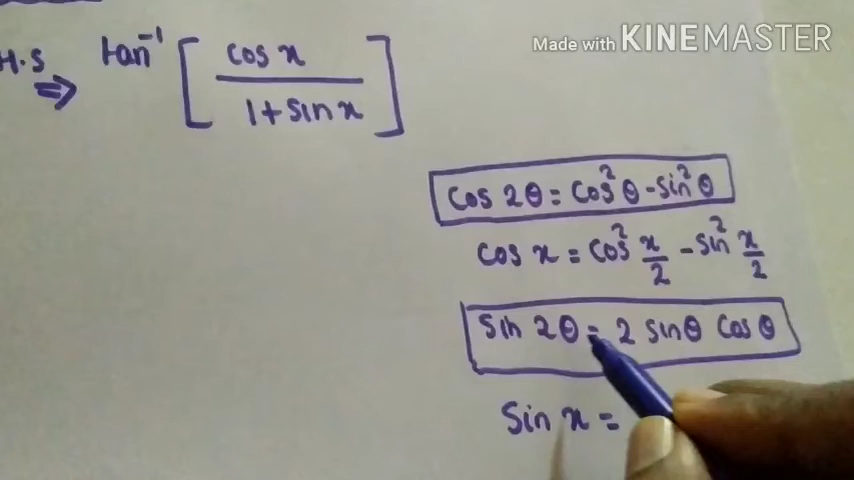 Made with KINEMASTER
H.S ⇒ tan⁻¹ [ cos x / 1 + sin x ]
Cos 2θ = Cos²θ - Sin²θ
Cos x = Cos² x/2 - Sin² x/2
Sin 2θ = 2 Sinθ Cosθ
Sin x =